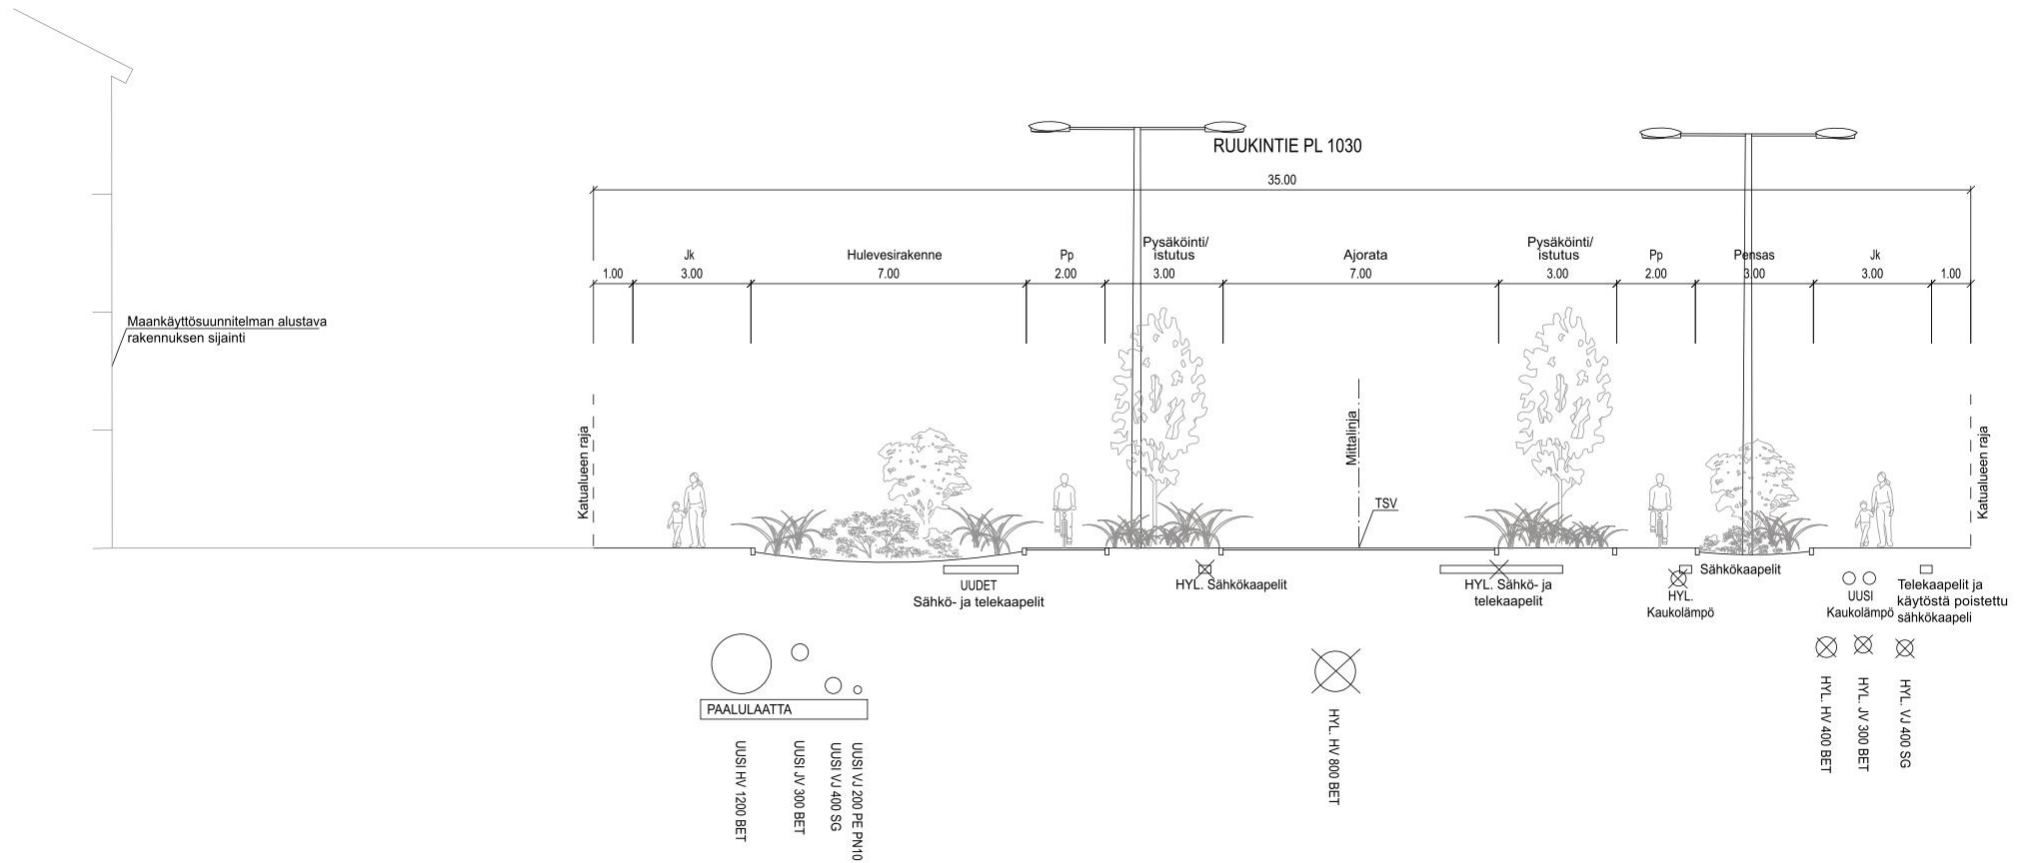 RUUKINTIE PL 1030
35.00
Jk
Hulevesirakenne
Pp
Pysäköinti/
istutus
Ajorata
Pysäköinti/
istutus
Pp
Pensas
Jk
1.00
3.00
7.00
2.00
3.00
7.00
3.00
2.00
3.00
3.00
1.00
Maankäyttösuunnitelman alustava
rakennuksen sijainti
Katualueen raja
Mittalinja
TSV
Katualueen raja
UUDET
Sähkö- ja telekaapelit
HYL. Sähkökaapelit
HYL. Sähkö- ja
telekaapelit
HYL.
Kaukolämpö
Sähkökaapelit
UUSI
Kaukolämpö
Telekaapelit ja
käytöstä poistettu
sähkökaapeli
PAALULAATTA
UUSI HV 1200 BET
UUSI JV 300 BET
UUSI VJ 400 SG
UUSI VJ 200 PE PN10
HYL. HV 800 BET
HYL. HV 400 BET
HYL. JV 300 BET
HYL. VJ 400 SG